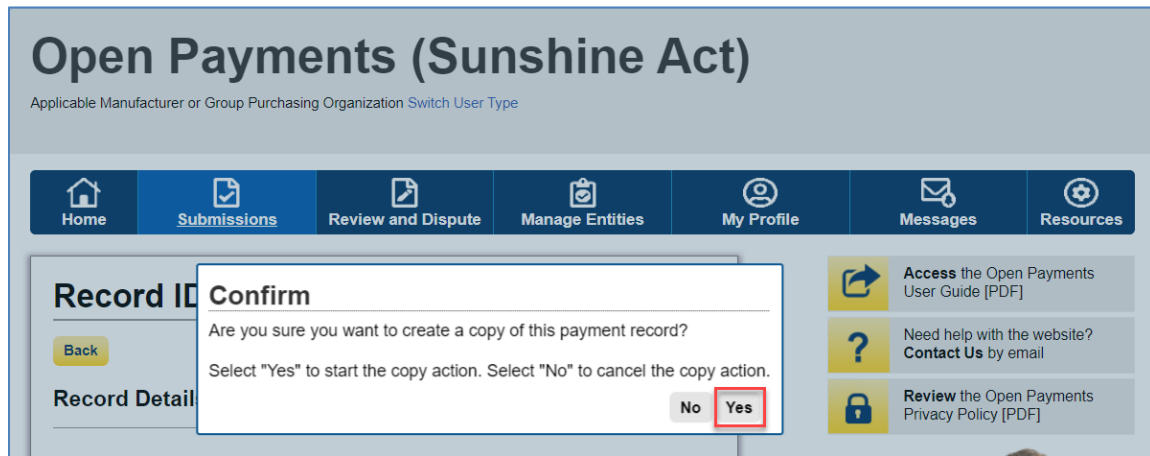 Open Payments (Sunshine Act)
Applicable Manufacturer or Group Purchasing Organization Switch User Type
Home
Submissions
Review and Dispute
Manage Entities
My Profile
Messages
Resources
Record ID
Back
Record Detail
Confirm
Are you sure you want to create a copy of this payment record?
Select "Yes" to start the copy action. Select "No" to cancel the copy action.
No
Yes
Access the Open Payments
User Guide [PDF]
?
Need help with the website?
Contact Us by email
Review the Open Payments
Privacy Policy [PDF]